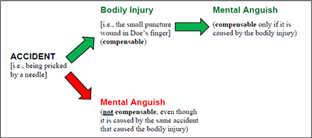 Bodily Injury
[i.e., the small puncture
wound in Doe's finger]
(compensable)
Mental Anguish
(compensable only if it is
caused by the bodily injury)
ACCIDENT
[i.e., being pricked
by a needle]
Mental Anguish
(not compensable, even though
it is caused by the same accident
that caused the bodily injury)